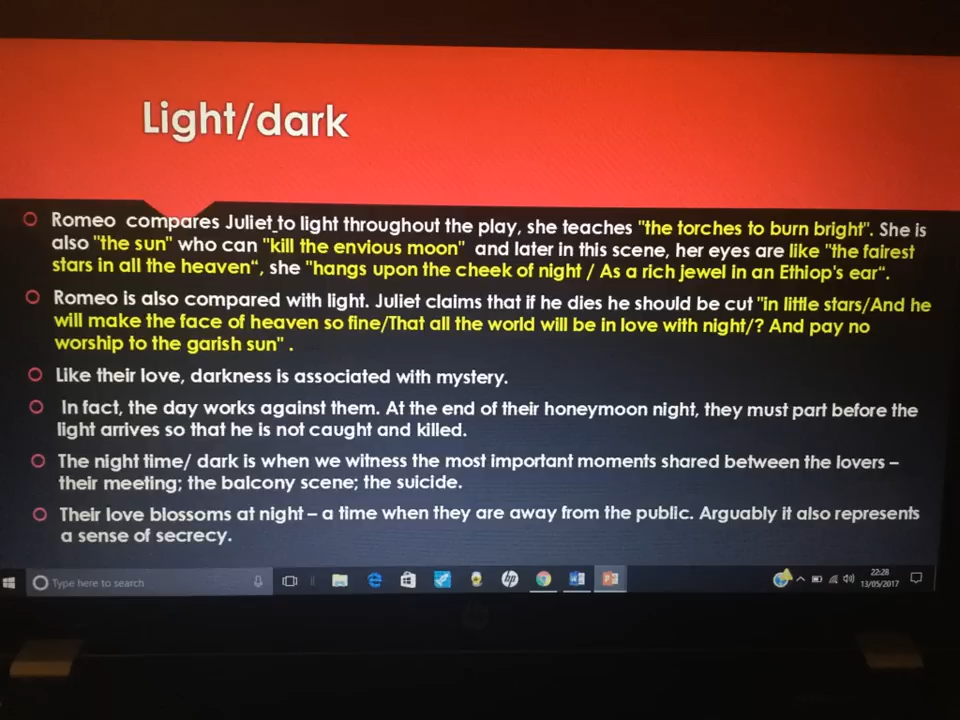 Light/dark
Romeo  compares Juliet to light throughout the play, she teaches "the torches to burn bright". She is
also "the sun" who can "kill the envious moon"  and later in this scene, her eyes are like "the fairest
stars in all the heaven“, she "hangs upon the cheek of night / As a rich jewel in an Ethiop's ear“.
Romeo is also compared with light. Juliet claims that if he dies he should be cut "in little stars/And he
will make the face of heaven so fine/That all the world will be in love with night/? And pay no
worship to the garish sun" .
Like their love, darkness is associated with mystery.
In fact, the day works against them. At the end of their honeymoon night, they must part before the
light arrives so that he is not caught and killed.
The night time/ dark is when we witness the most important moments shared between the lovers –
their meeting; the balcony scene; the suicide.
Their love blossoms at night – a time when they are away from the public. Arguably it also represents
a sense of secrecy.
Type here to search
hp
22:28
13/05/2017